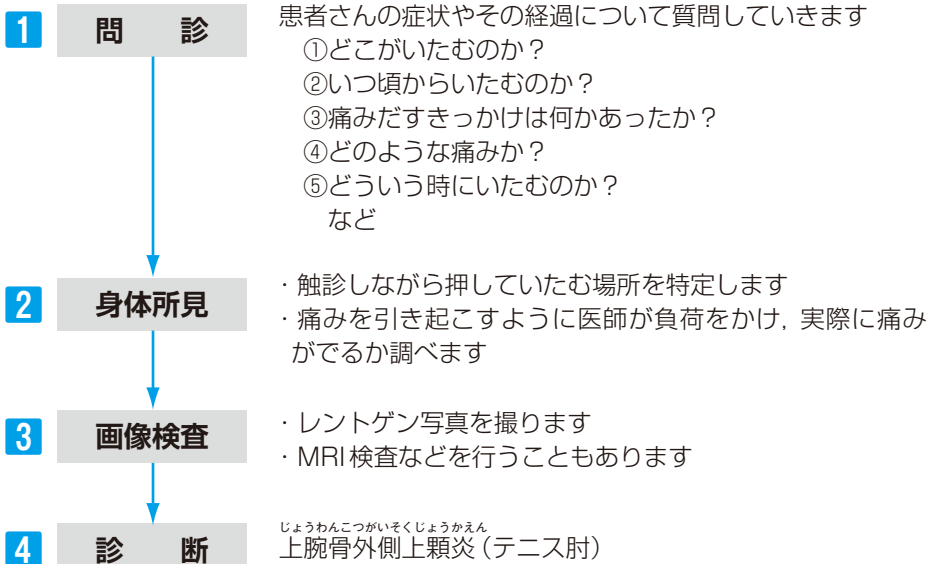 1 問診
患者さんの症状やその経過について質問していきます
①どこがいたむのか？
②いつ頃からいたむのか？
③痛みだすきっかけは何かあったか？
④どのような痛みか？
⑤どういう時にいたむのか？
など
2 身体所見
・触診しながら押していたむ場所を特定します
・痛みを引き起こすように医師が負荷をかけ，実際に痛み
がでるか調べます
3 画像検査
・レントゲン写真を撮ります
・MRI検査などを行うこともあります
4 診断
じょうわんこつがいそくじょうかえん
上腕骨外側上顆炎（テニス肘）